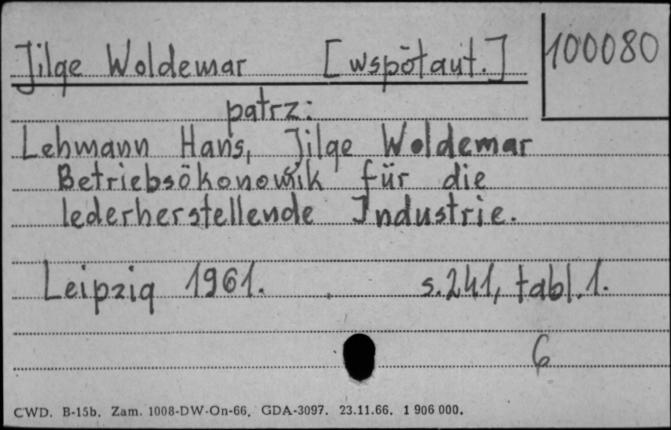 Jilge Woldemar [współaut.] 100080
patrz:
Lehmann Hans, Jilge Woldemar
Betriebsökonomik für die
lederherstellende Industrie.
Leipzig 1961. s.241, tabl.1.
6
CWD. B-15b. Zam. 1008-DW-On-66. GDA-3097. 23.11.66. 1 906 000.